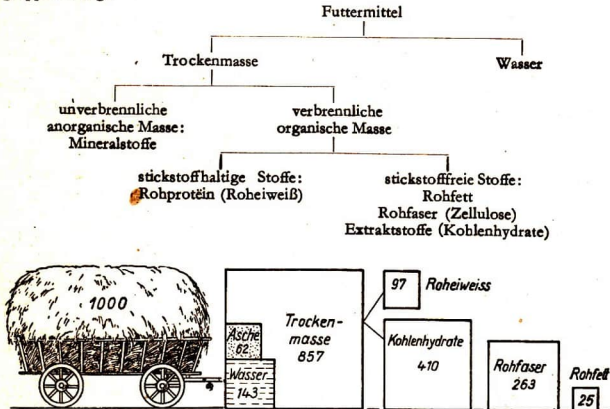 Futtermittel
Trockenmasse
Wasser
unverbrennliche
anorganische Masse:
Mineralstoffe
verbrennliche
organische Masse
stickstoffhaltige Stoffe:
Rohprotëin (Roheiweiß)
stickstofffreie Stoffe:
Rohfett
Rohfaser (Zellulose)
Extraktstoffe (Kohlenhydrate)
1000
Asche
62
Wasser
143
Trocken-
masse
857
97 Roheiweiss
Kohlenhydrate
410
Rohfaser
263
Rohfett
25